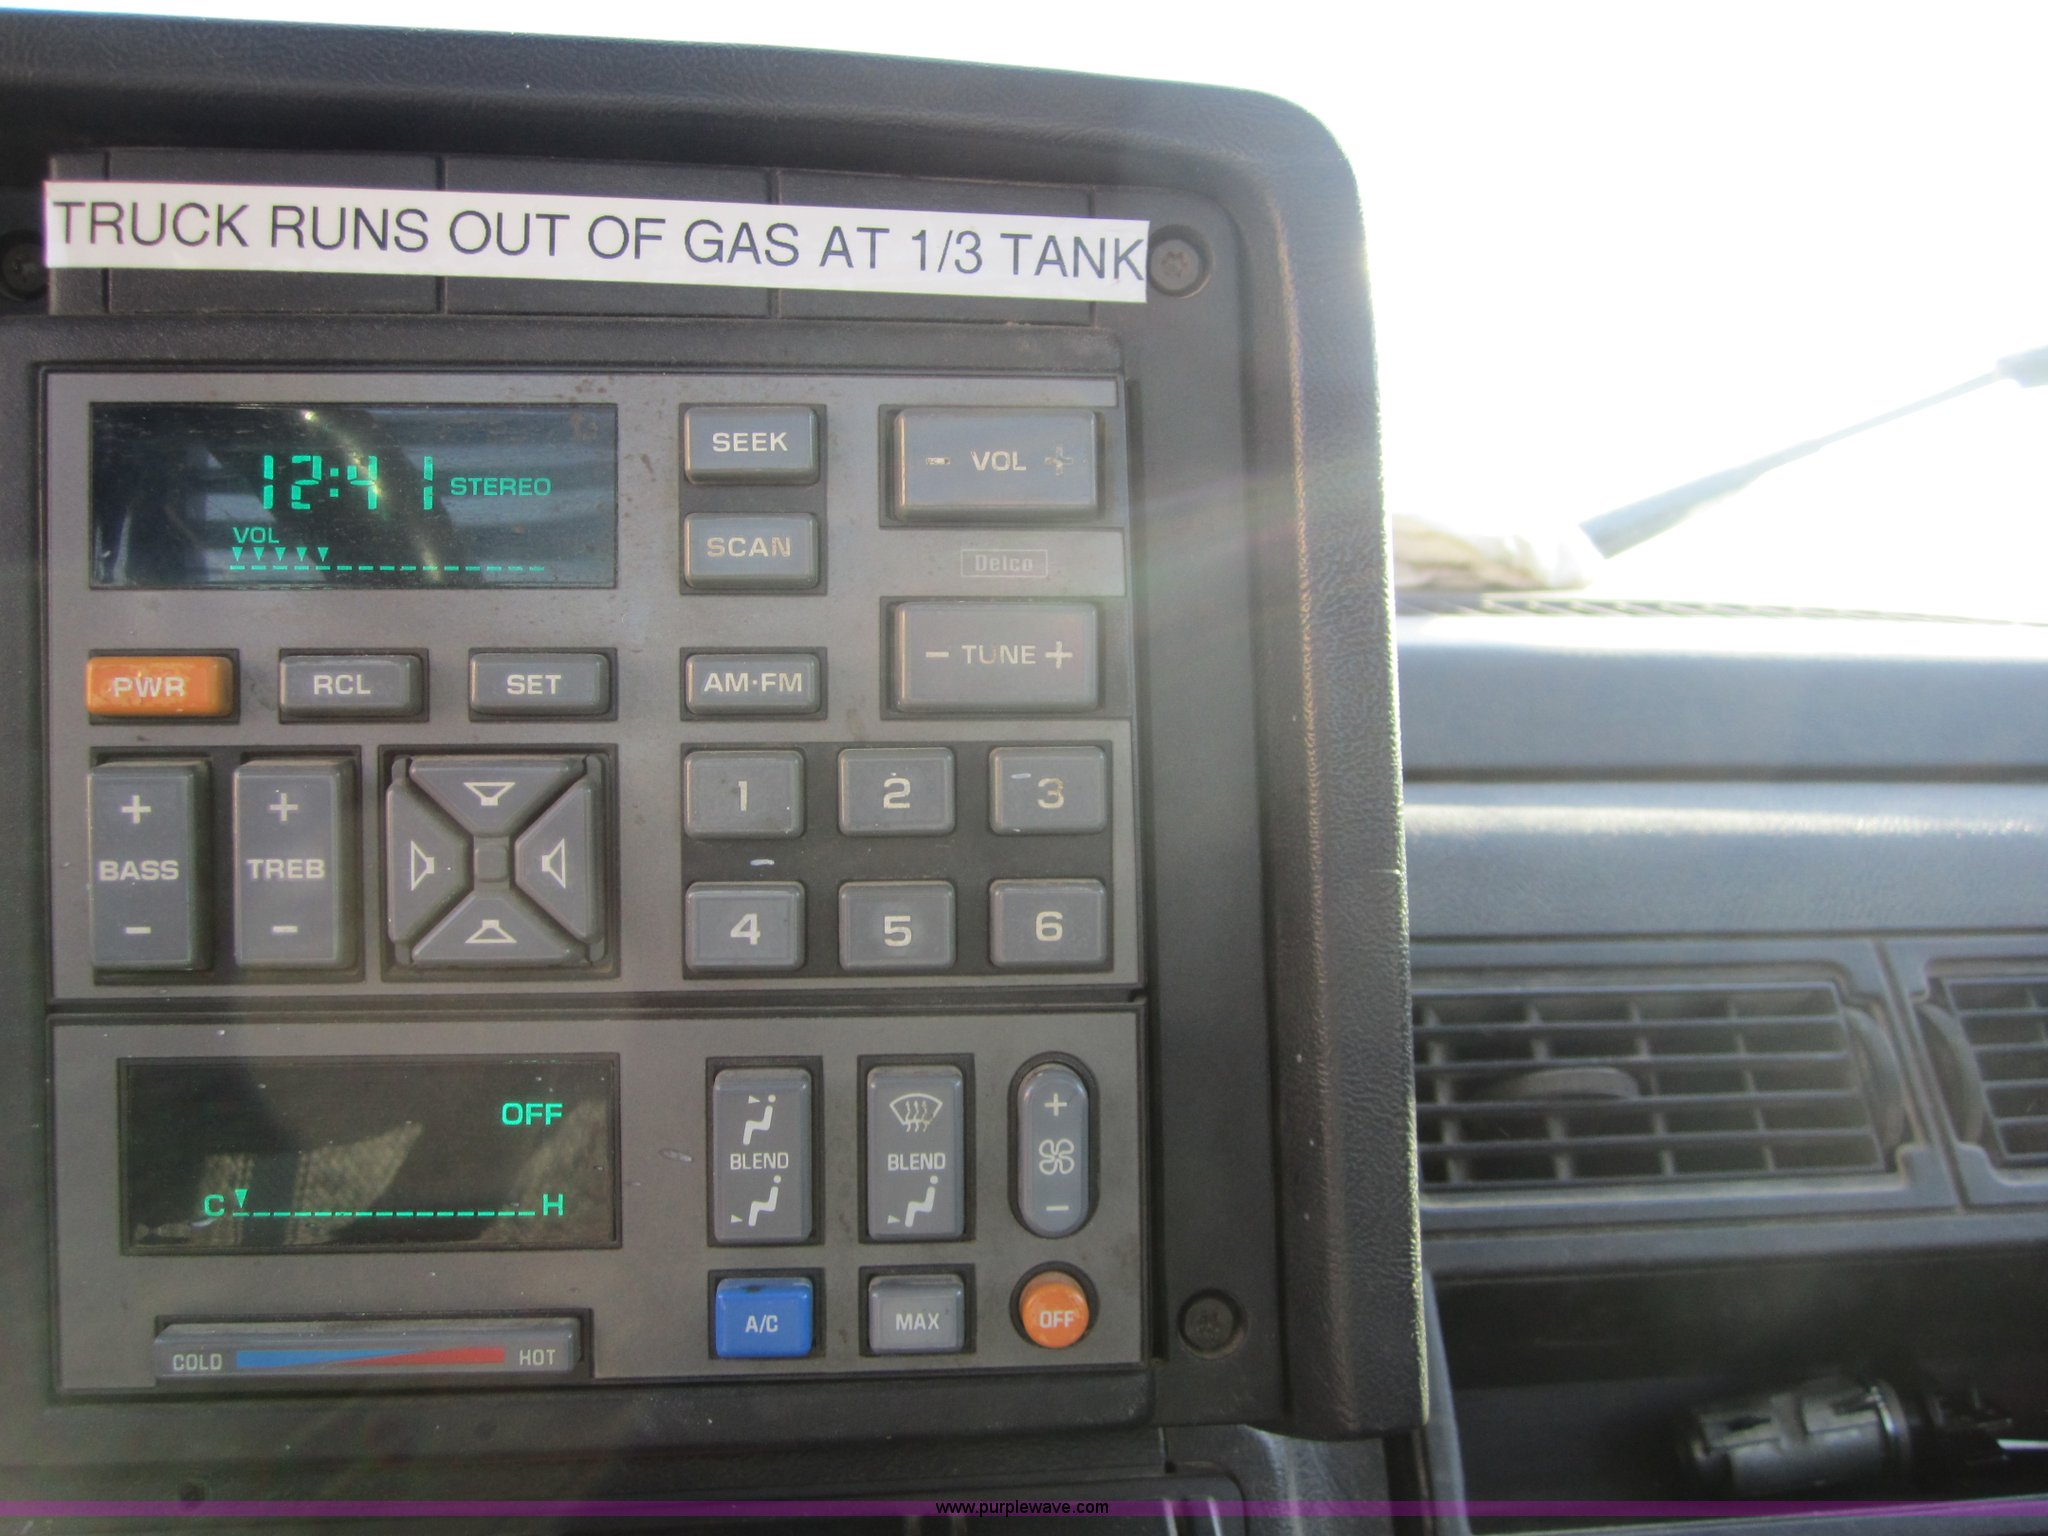 TRUCK RUNS OUT OF GAS AT 1/3 TANK
12:41 STEREO
VOL
SEEK
SCAN
- VOL +
Delco
- TUNE +
PWR
RCL
SET
AM·FM
+
BASS
-
+
TREB
-
1
2
3
4
5
6
OFF
C
H
BLEND
BLEND
+
-
COLD
HOT
A/C
MAX
OFF
www.purplewave.com